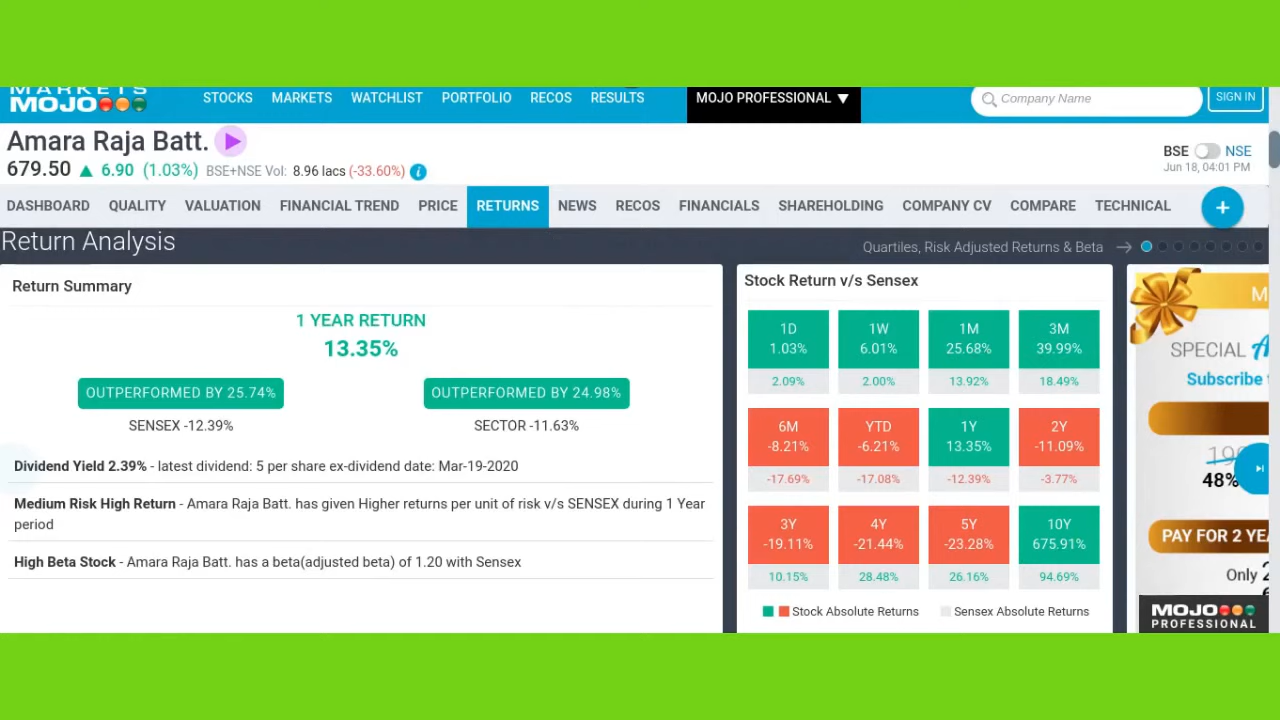 MARKETS
MOJO
STOCKS MARKETS WATCHLIST PORTFOLIO RECOS RESULTS
MOJO PROFESSIONAL ▼
Company Name
SIGN IN
Amara Raja Batt.
679.50 ▲ 6.90 (1.03%) BSE+NSE Vol: 8.96 lacs (-33.60%) i
BSE NSE
Jun 18, 04:01 PM
DASHBOARD QUALITY VALUATION FINANCIAL TREND PRICE RETURNS NEWS RECOS FINANCIALS SHAREHOLDING COMPANY CV COMPARE TECHNICAL +
Return Analysis
Quartiles, Risk Adjusted Returns & Beta →
Return Summary
1 YEAR RETURN
13.35%
OUTPERFORMED BY 25.74% OUTPERFORMED BY 24.98%
SENSEX -12.39% SECTOR -11.63%
Dividend Yield 2.39% - latest dividend: 5 per share ex-dividend date: Mar-19-2020
Medium Risk High Return - Amara Raja Batt. has given Higher returns per unit of risk v/s SENSEX during 1 Year
period
High Beta Stock - Amara Raja Batt. has a beta(adjusted beta) of 1.20 with Sensex
Stock Return v/s Sensex
1D 1W 1M 3M
1.03% 6.01% 25.68% 39.99%
2.09% 2.00% 13.92% 18.49%
6M YTD 1Y 2Y
-8.21% -6.21% 13.35% -11.09%
-17.69% -17.08% -12.39% -3.77%
3Y 4Y 5Y 10Y
-19.11% -21.44% -23.28% 675.91%
10.15% 28.48% 26.16% 94.69%
Stock Absolute Returns Sensex Absolute Returns
M
SPECIAL
Subscribe
48%
PAY FOR 2 YEA
Only 2
MOJO
PROFESSIONAL